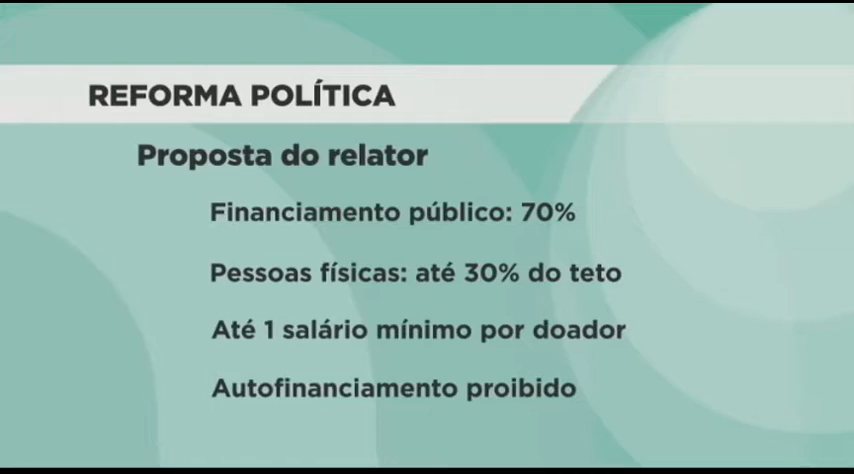 REFORMA POLÍTICA
Proposta do relator
Financiamento público: 70%
Pessoas físicas: até 30% do teto
Até 1 salário mínimo por doador
Autofinanciamento proibido